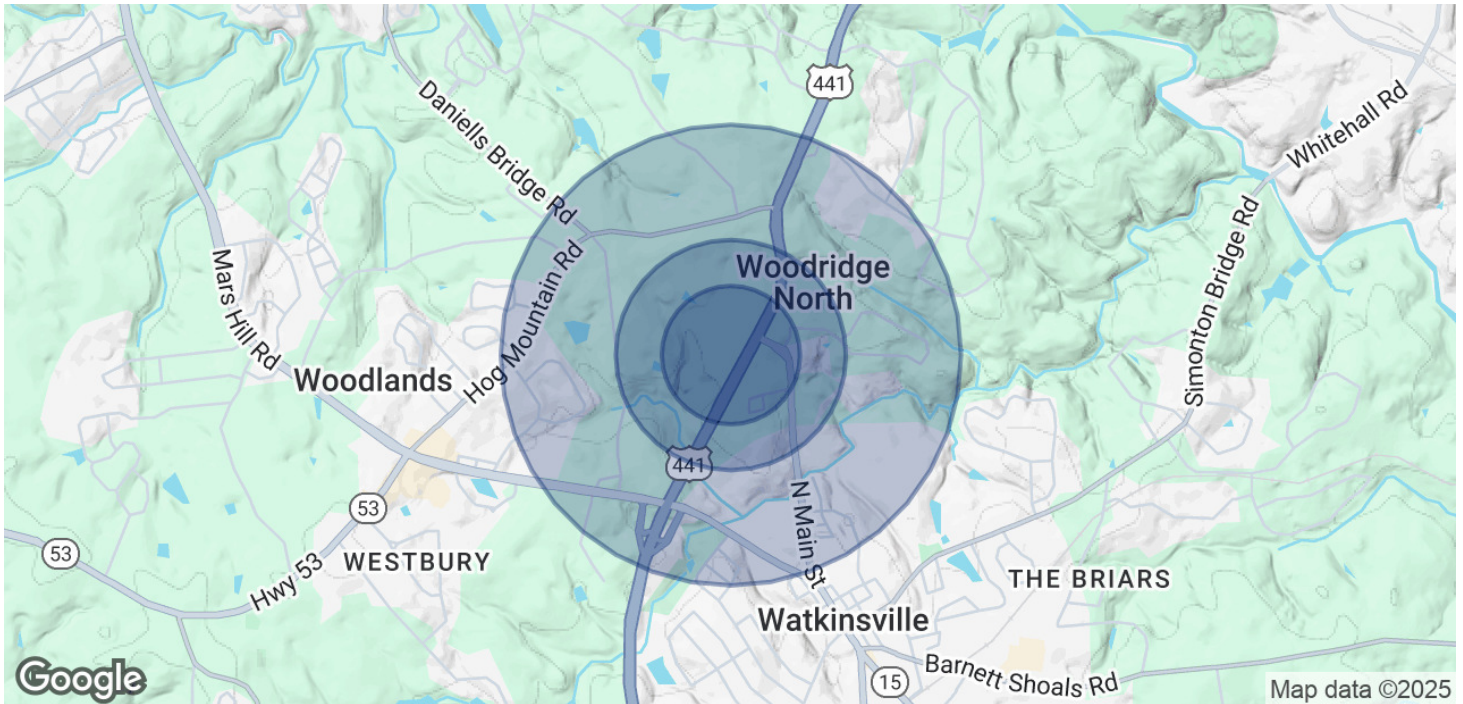 441
Daniells Bridge Rd
Whitehall Rd
Mars Hill Rd
Hog Mountain Rd
Woodridge
North
Simonton Bridge Rd
Woodlands
441
53
N Main St
53
WESTBURY
Hwy 53
THE BRIARS
Watkinsville
Barnett Shoals Rd
15
Google
Map data ©2025